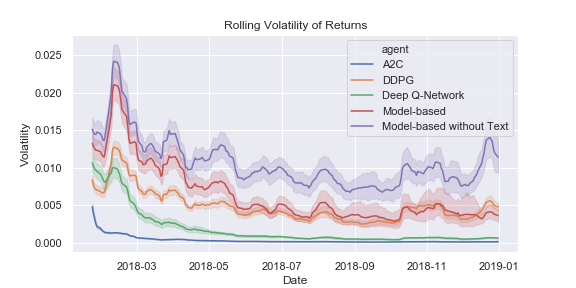 Rolling Volatility of Returns
agent
A2C
DDPG
Deep Q-Network
Model-based
Model-based without Text
Volatility
0.025
0.020
0.015
0.010
0.005
0.000
2018-03 2018-05 2018-07 2018-09 2018-11 2019-01
Date